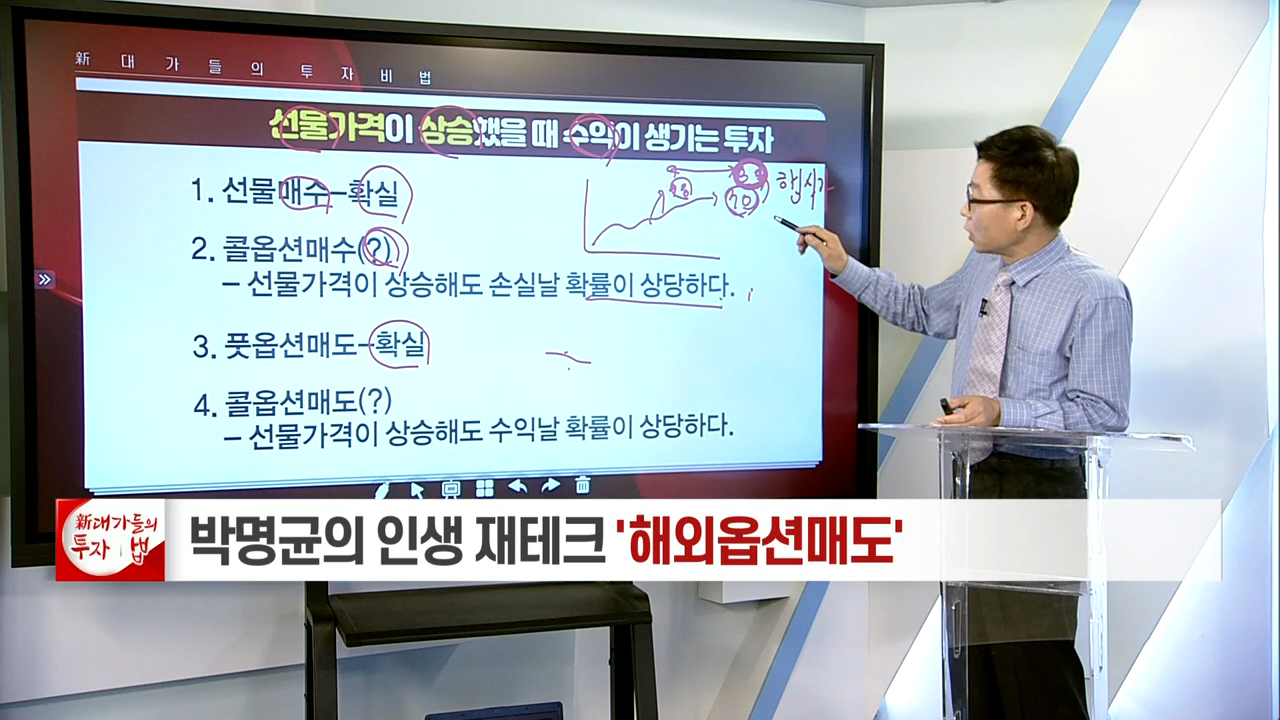 新 대 가 들 의 투 자 비 법
선물가격이 상승했을 때 수익이 생기는 투자
1. 선물매수-확실
2. 콜옵션매수(?)
- 선물가격이 상승해도 손실날 확률이 상당하다.
3. 풋옵션매도-확실
4. 콜옵션매도(?)
- 선물가격이 상승해도 수익날 확률이 상당하다.
70
新대가들의
투자 법
박명균의 인생 재테크 '해외옵션매도'